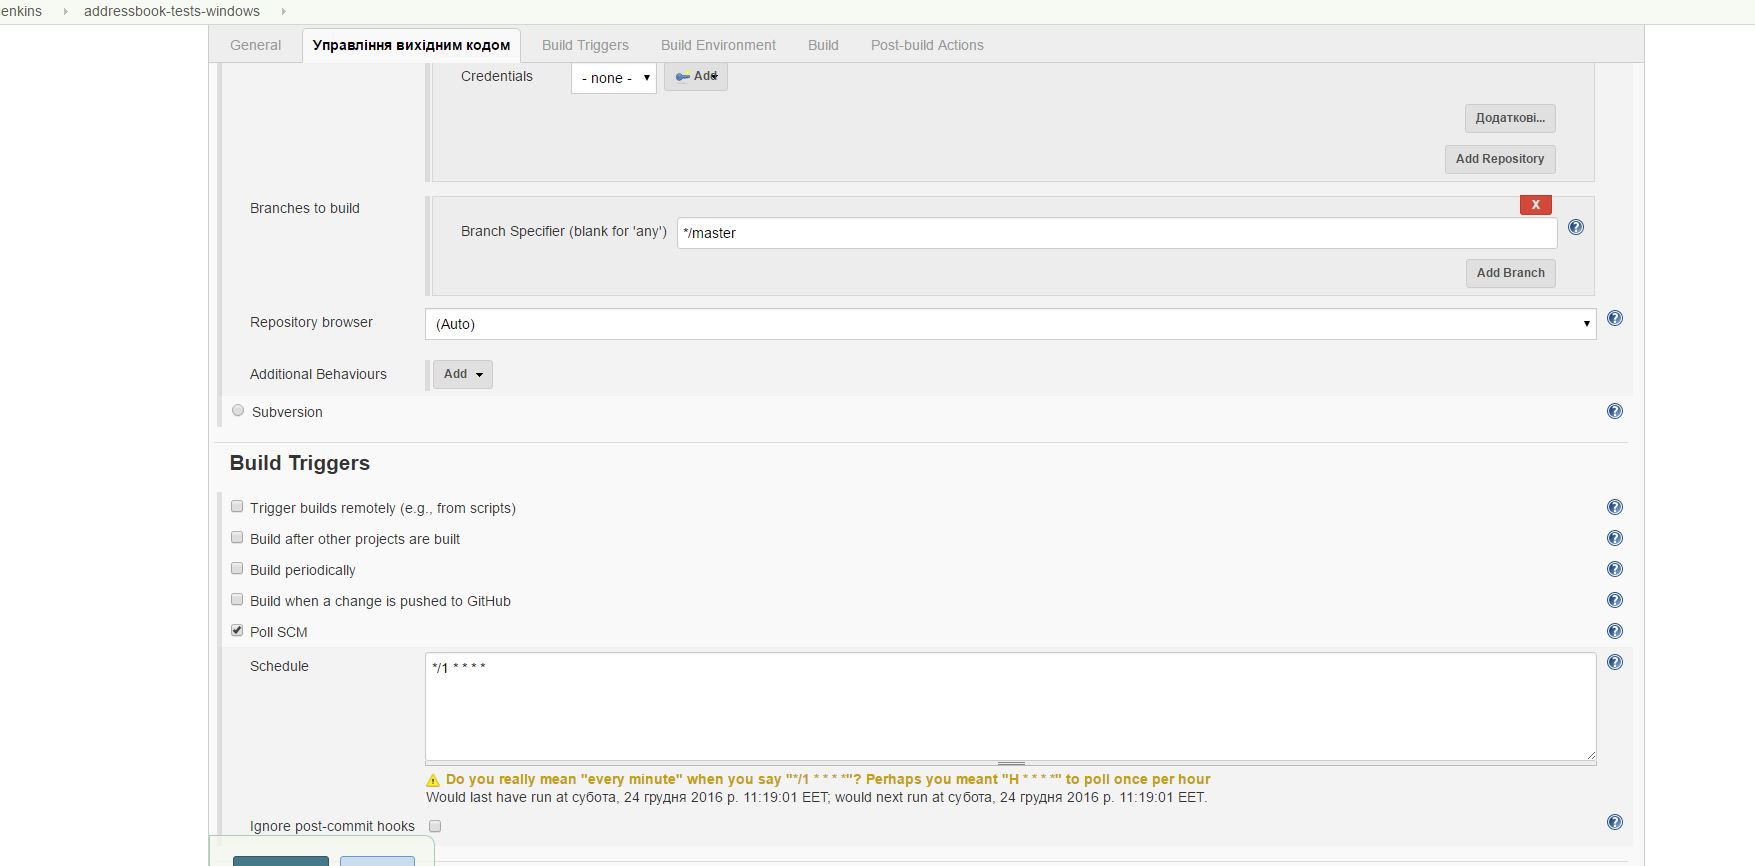 enkins addressbook-tests-windows
General Управління вихідним кодом Build Triggers Build Environment Build Post-build Actions
Credentials - none - Add
Додаткові...
Add Repository
Branches to build
X
Branch Specifier (blank for 'any') */master
Add Branch
Repository browser (Auto)
Additional Behaviours Add
Subversion
Build Triggers
Trigger builds remotely (e.g., from scripts)
Build after other projects are built
Build periodically
Build when a change is pushed to GitHub
Poll SCM
Schedule */1 * * * *
Do you really mean "every minute" when you say "*/1 * * * *"? Perhaps you meant "H * * * *" to poll once per hour
Would last have run at субота, 24 грудня 2016 р. 11:19:01 EET; would next run at субота, 24 грудня 2016 р. 11:19:01 EET.
Ignore post-commit hooks